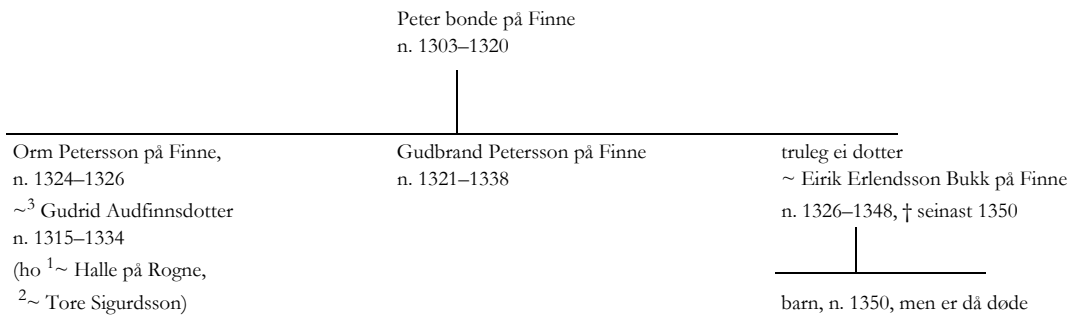 Peter bonde på Finne
n. 1303–1320
Orm Petersson på Finne,
n. 1324–1326
~³ Gudrid Audfinnsdotter
n. 1315–1334
(ho ¹~ Halle på Rogne,
²~ Tore Sigurdsson)
Gudbrand Petersson på Finne
n. 1321–1338
truleg ei dotter
~ Eirik Erlendsson Bukk på Finne
n. 1326–1348, † seinast 1350
barn, n. 1350, men er då døde